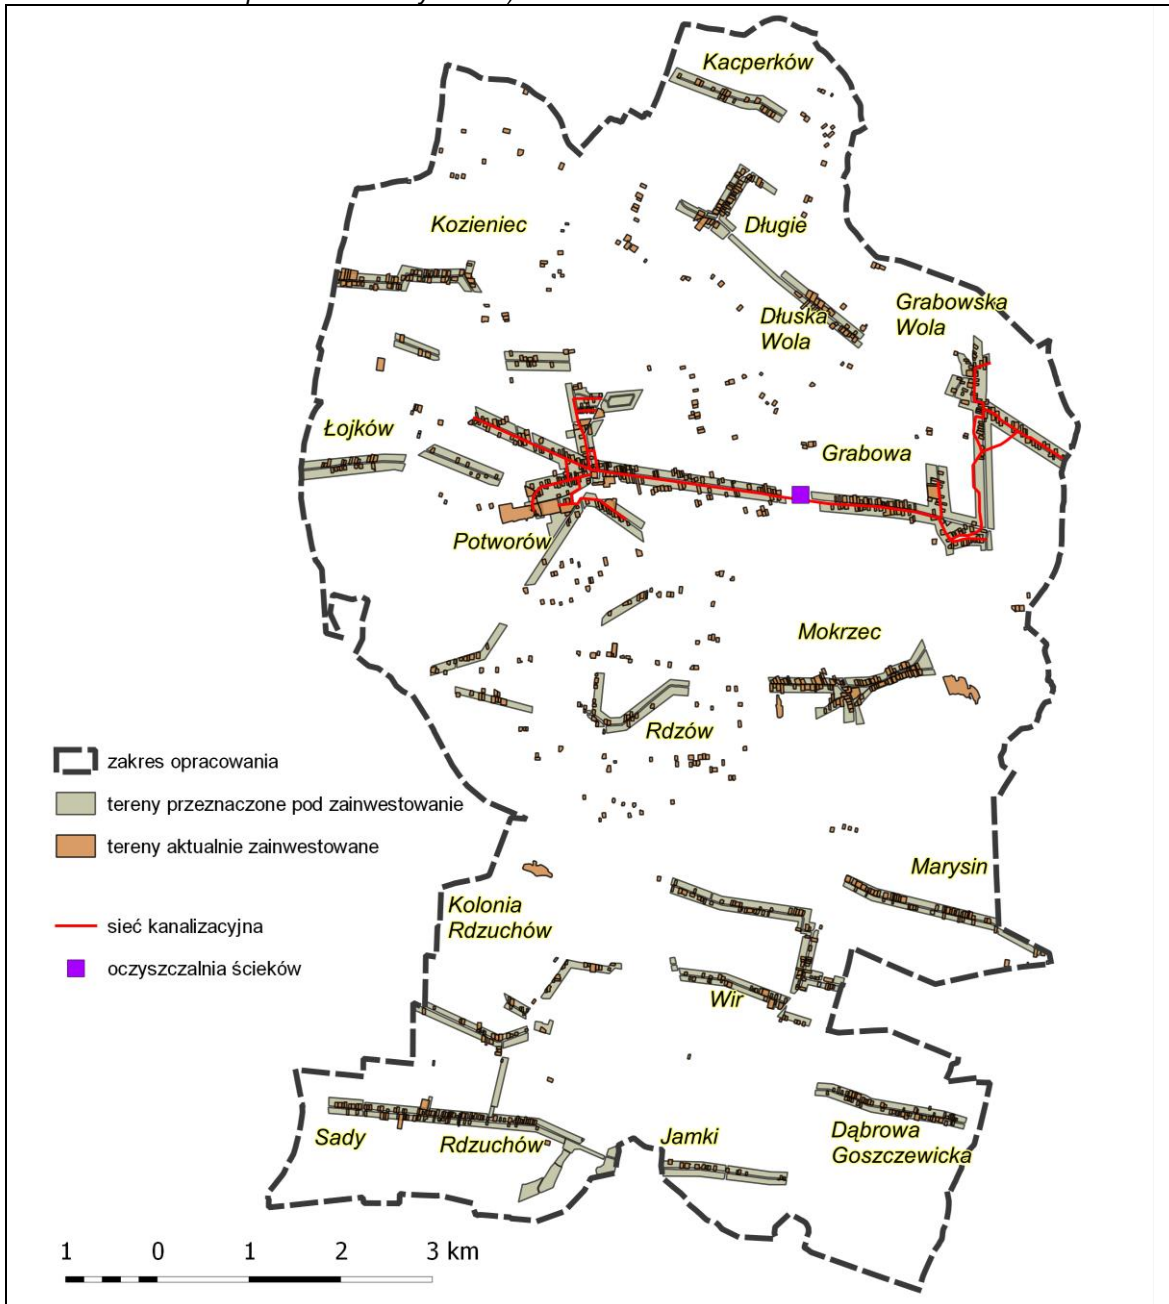 Kacperków
Kozieniec
Długie
Grabowska
Wola
Dłuska
Wola
Łojków
Grabowa
Potworów
Mokrzec
Rdzów
zakres opracowania
tereny przeznaczone pod zainwestowanie
tereny aktualnie zainwestowane
Marysin
Kolonia
Rdzuchów
sieć kanalizacyjna
oczyszczalnia ścieków
Wir
Sady
Rdzuchów
Jamki
Dąbrowa
Goszczewicka
1 0 1 2 3 km